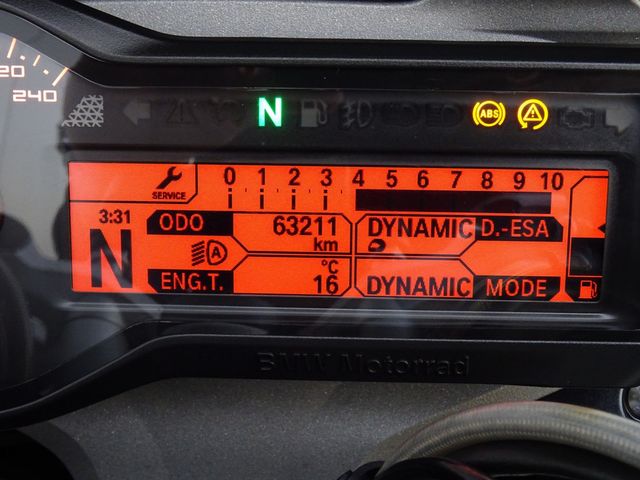 20
240
N
ABS
SERVICE
0 1 2 3 4 5 6 7 8 9 10
3:31 ODO 63211 km
DYNAMIC D.-ESA
N
A
ENG.T. °C 16
DYNAMIC MODE
BMW Motorrad